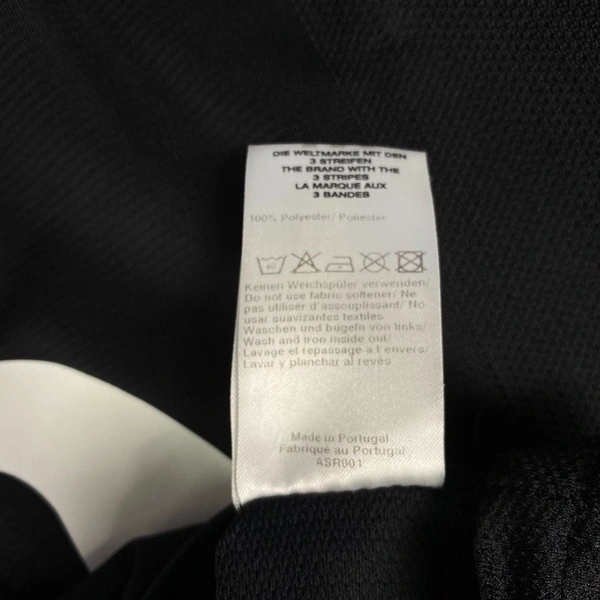 DIE WELTMARKE MIT DEN
3 STREIFEN
THE BRAND WITH THE
3 STRIPES
LA MARQUE AUX
3 BANDES
100% Polyester/ Poliester
40
Keinen Weichspüler verwenden/
Do not use fabric softener/ Ne
pas utiliser d'assouplissant/ No
usar suavizantes textiles
Waschen und bügeln von links/
Wash and iron inside out/
Lavage et repassage a l'envers/
Lavar y planchar al revés
Made in Portugal
Fabriqué au Portugal
ASR001